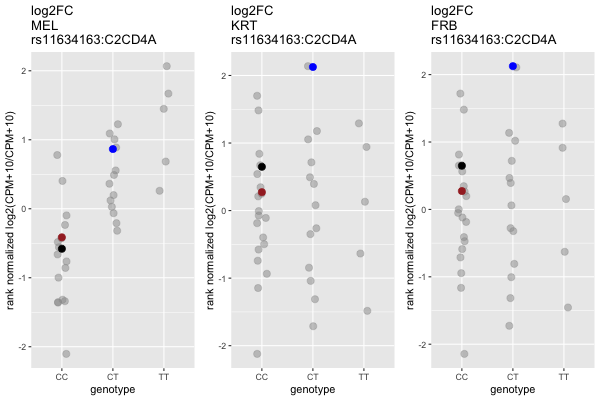 log2FC
MEL
rs11634163:C2CD4A
rank normalized log2(CPM+10/CPM+10)
2
1
0
-1
-2
CC
CT
TT
genotype
log2FC
KRT
rs11634163:C2CD4A
rank normalized log2(CPM+10/CPM+10)
2
1
0
-1
-2
CC
CT
TT
genotype
log2FC
FRB
rs11634163:C2CD4A
rank normalized log2(CPM+10/CPM+10)
2
1
0
-1
-2
CC
CT
TT
genotype